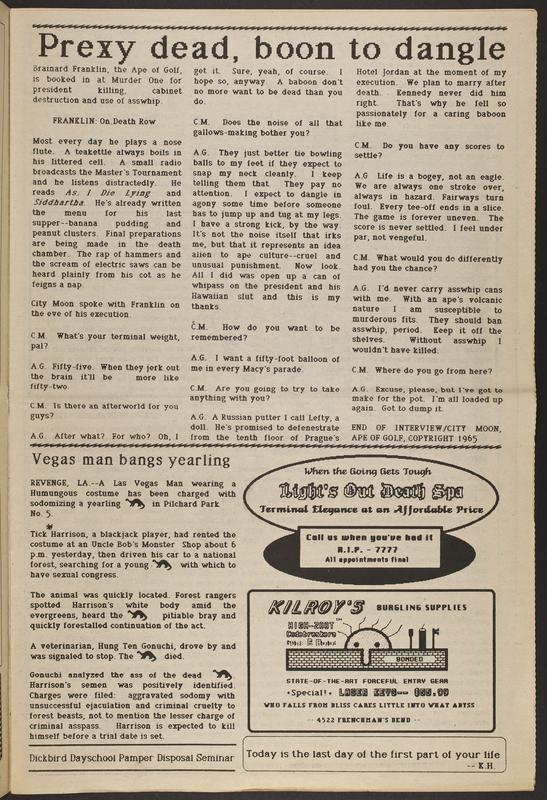 Prexy dead, boon to dangle
Brainard Franklin, the Ape of Golf,
is booked in at Murder One for
president killing, cabinet
destruction and use of asswhip.
FRANKLIN: On Death Row
Most every day he plays a nose
flute. A teakettle always boils in
his littered cell. A small radio
broadcasts the Master's Tournament
and he listens distractedly. He
reads As I Die Lying and
Siddhartha. He's already written
the menu for his last
supper--banana pudding and
peanut clusters. Final preparations
are being made in the death
chamber. The rap of hammers and
the scream of electric saws can be
heard plainly from his cot as he
feigns a nap.
City Moon spoke with Franklin on
the eve of his execution.
C.M. What's your terminal weight,
pal?
A.G. Fifty-five. When they jerk out
the brain it'll be more like
fifty-two.
C.M. Is there an afterworld for you
guys?
A.G. After what? For who? Oh, I
get it. Sure, yeah, of course. I
hope so, anyway. A baboon don't
no more want to be dead than you
do.
C.M. Does the noise of all that
gallows-making bother you?
A.G. They just better tie bowling
balls to my feet if they expect to
snap my neck cleanly. I keep
telling them that. They pay no
attention. I expect to dangle in
agony some time before someone
has to jump up and tug at my legs.
I have a strong kick, by the way.
It's not the noise itself that irks
me, but that it represents an idea
alien to ape culture--cruel and
unusual punishment. Now look.
All I did was open up a can of
whipass on the president and his
Hawaiian slut and this is my
thanks.
C.M. How do you want to be
remembered?
A.G. I want a fifty-foot balloon of
me in every Macy's parade.
C.M. Are you going to try to take
anything with you?
A.G. A Russian putter I call Lefty, a
doll. He's promised to defenestrate
from the tenth floor of Prague's
Hotel Jordan at the moment of my
execution. We plan to marry after
death. Kennedy never did him
right. That's why he fell so
passionately for a caring baboon
like me.
C.M. Do you have any scores to
settle?
A.G Life is a bogey, not an eagle.
We are always one stroke over,
always in hazard. Fairways turn
foul. Every tee-off ends in a slice.
The game is forever uneven. The
score is never settled. I feel under
par, not vengeful.
C.M. What would you do differently
had you the chance?
A.G. I'd never carry asswhip cans
with me. With an ape's volcanic
nature I am susceptible to
murderous fits. They should ban
asswhip, period. Keep it off the
shelves. Without asswhip I
wouldn't have killed.
C.M. Where do you go from here?
A.G. Excuse, please, but I've got to
make for the pot. I'm all loaded up
again. Got to dump it.
END OF INTERVIEW/CITY MOON,
APE OF GOLF, COPYRIGHT 1965
Vegas man bangs yearling
REVENGE, LA.--A Las Vegas Man wearing a
Humungous costume has been charged with
sodomizing a yearling in Pilchard Park
No. 5.
Tick Harrison, a blackjack player, had rented the
costume at an Uncle Bob's Monster Shop about 6
p.m. yesterday, then driven his car to a national
forest, searching for a young with which to
have sexual congress.
The animal was quickly located. Forest rangers
spotted Harrison's white body amid the
evergreens, heard the pitiable bray and
quickly forestalled continuation of the act.
A veterinarian, Hung Ten Gonuchi, drove by and
was signaled to stop. The died.
Gonuchi analyzed the ass of the dead
Harrison's semen was positively identified.
Charges were filed: aggravated sodomy with
unsuccessful ejaculation and criminal cruelty to
forest beasts, not to mention the lesser charge of
criminal asspass. Harrison is expected to kill
himself before a trial date is set.
Dickbird Dayschool Pamper Disposal Seminar
When the Going Gets Tough
Light's Out Death Spa
Terminal Elegance at an Affordable Price
Call us when you've had it
R.I.P. - 7777
All appointments final
KILROY'S BURGLING SUPPLIES
HIGH-ZOOT
Codebreakers
BONDED
STATE-OF-THE-ART FORCEFUL ENTRY GEAR
•Special!• LASER KEYS--- $55.00
WHO FALLS FROM BLISS CARES LITTLE INTO WHAT ABYSS
-- 4522 FRENCHMAN'S BEND --
Today is the last day of the first part of your life
-- K.H.